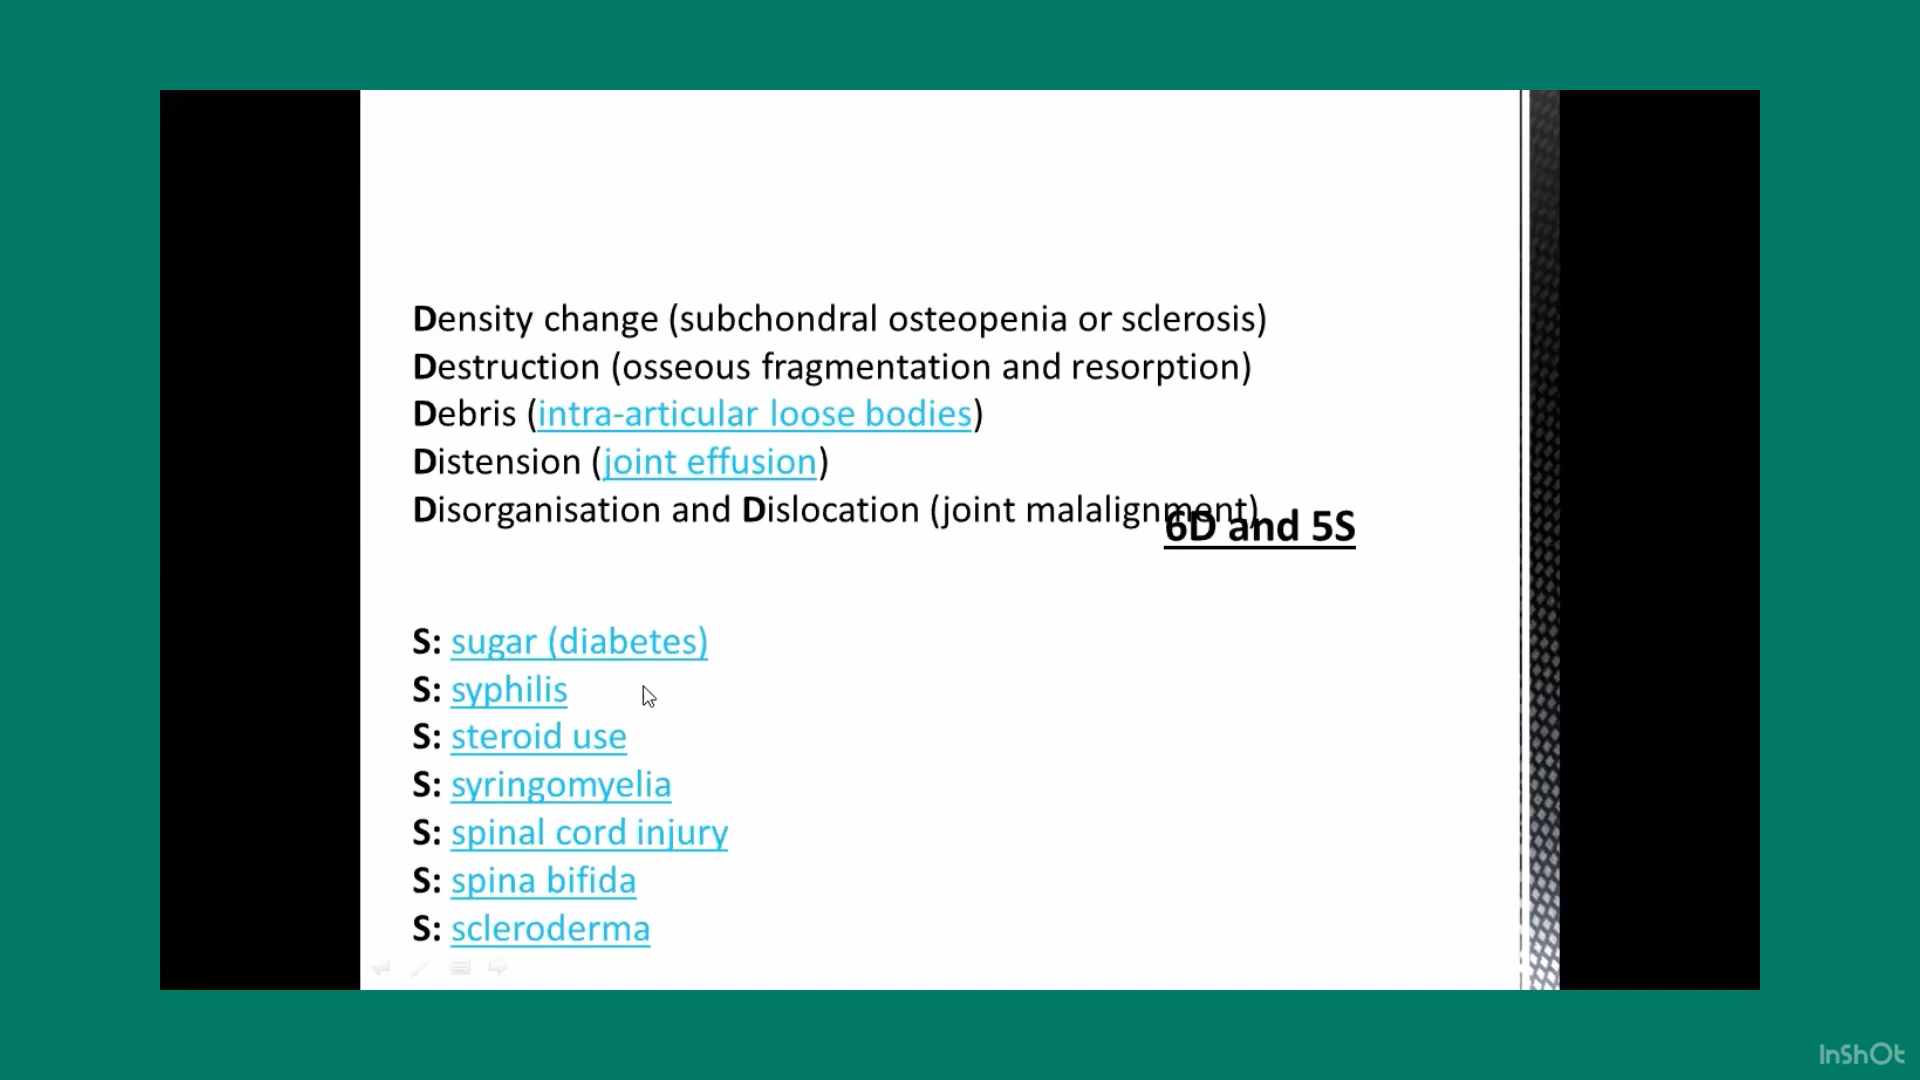 Density change (subchondral osteopenia or sclerosis)
Destruction (osseous fragmentation and resorption)
Debris (intra-articular loose bodies)
Distension (joint effusion)
Disorganisation and Dislocation (joint malalignment)
6D and 5S
S: sugar (diabetes)
S: syphilis
S: steroid use
S: syringomyelia
S: spinal cord injury
S: spina bifida
S: scleroderma
InShOt